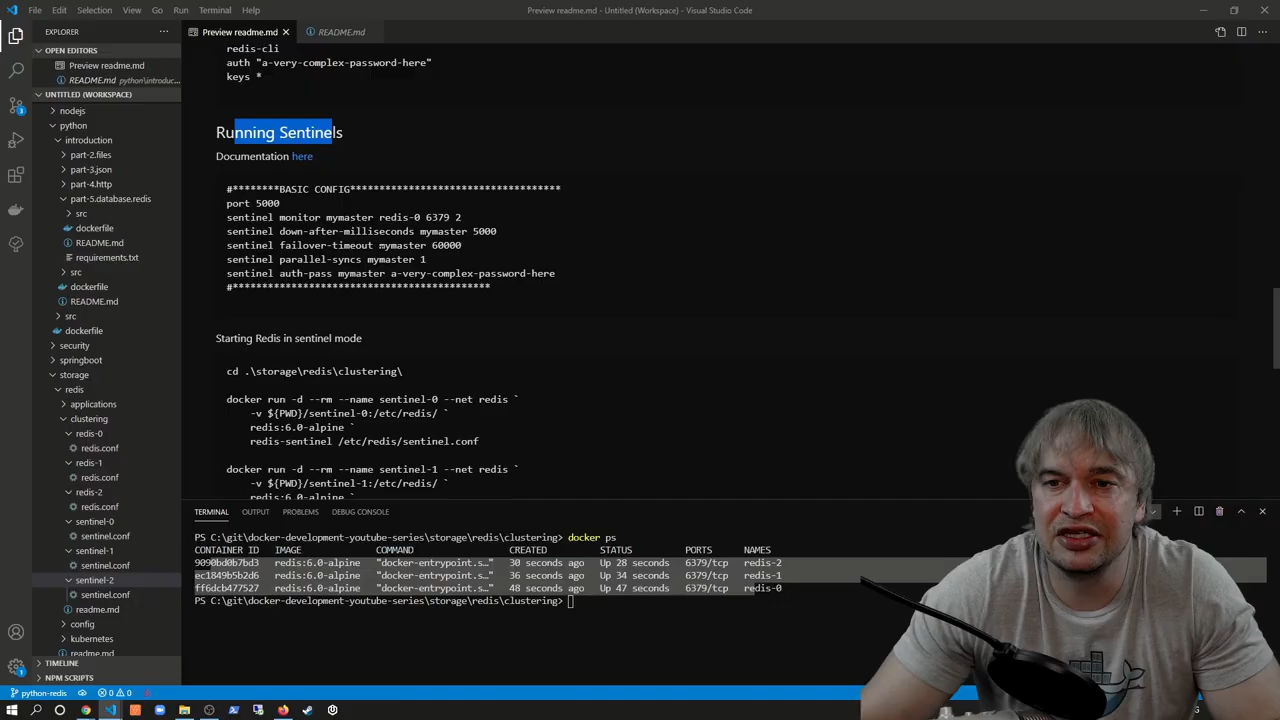 File Edit Selection View Go Run Terminal Help
Preview readme.md - Untitled (Workspace) - Visual Studio Code
EXPLORER
OPEN EDITORS
Preview readme.md
README.md python\introduc...
UNTITLED (WORKSPACE)
nodejs
python
introduction
part-2.files
part-3.json
part-4.http
part-5.database.redis
src
dockerfile
README.md
requirements.txt
src
dockerfile
README.md
src
dockerfile
security
springboot
storage
redis
applications
clustering
redis-0
redis.conf
redis-1
redis.conf
redis-2
redis.conf
sentinel-0
sentinel.conf
sentinel-1
sentinel.conf
sentinel-2
sentinel.conf
readme.md
config
kubernetes
readme.md
TIMELINE
NPM SCRIPTS
Preview readme.md
README.md
redis-cli
auth "a-very-complex-password-here"
keys *
Running Sentinels
Documentation here
#********BASIC CONFIG************************************
port 5000
sentinel monitor mymaster redis-0 6379 2
sentinel down-after-milliseconds mymaster 5000
sentinel failover-timeout mymaster 60000
sentinel parallel-syncs mymaster 1
sentinel auth-pass mymaster a-very-complex-password-here
#********************************************
Starting Redis in sentinel mode
cd .\storage\redis\clustering\
docker run -d --rm --name sentinel-0 --net redis `
-v ${PWD}/sentinel-0:/etc/redis/ `
redis:6.0-alpine `
redis-sentinel /etc/redis/sentinel.conf
docker run -d --rm --name sentinel-1 --net redis `
-v ${PWD}/sentinel-1:/etc/redis/ `
redis:6.0-alpine `
TERMINAL OUTPUT PROBLEMS DEBUG CONSOLE
PS C:\git\docker-development-youtube-series\storage\redis\clustering> docker ps
CONTAINER ID IMAGE COMMAND CREATED STATUS PORTS NAMES
9090bd0b7bd3 redis:6.0-alpine "docker-entrypoint.s…" 30 seconds ago Up 28 seconds 6379/tcp redis-2
ec1849b5b2d6 redis:6.0-alpine "docker-entrypoint.s…" 36 seconds ago Up 34 seconds 6379/tcp redis-1
ff6dcb477527 redis:6.0-alpine "docker-entrypoint.s…" 48 seconds ago Up 47 seconds 6379/tcp redis-0
PS C:\git\docker-development-youtube-series\storage\redis\clustering>
python-redis 0 0